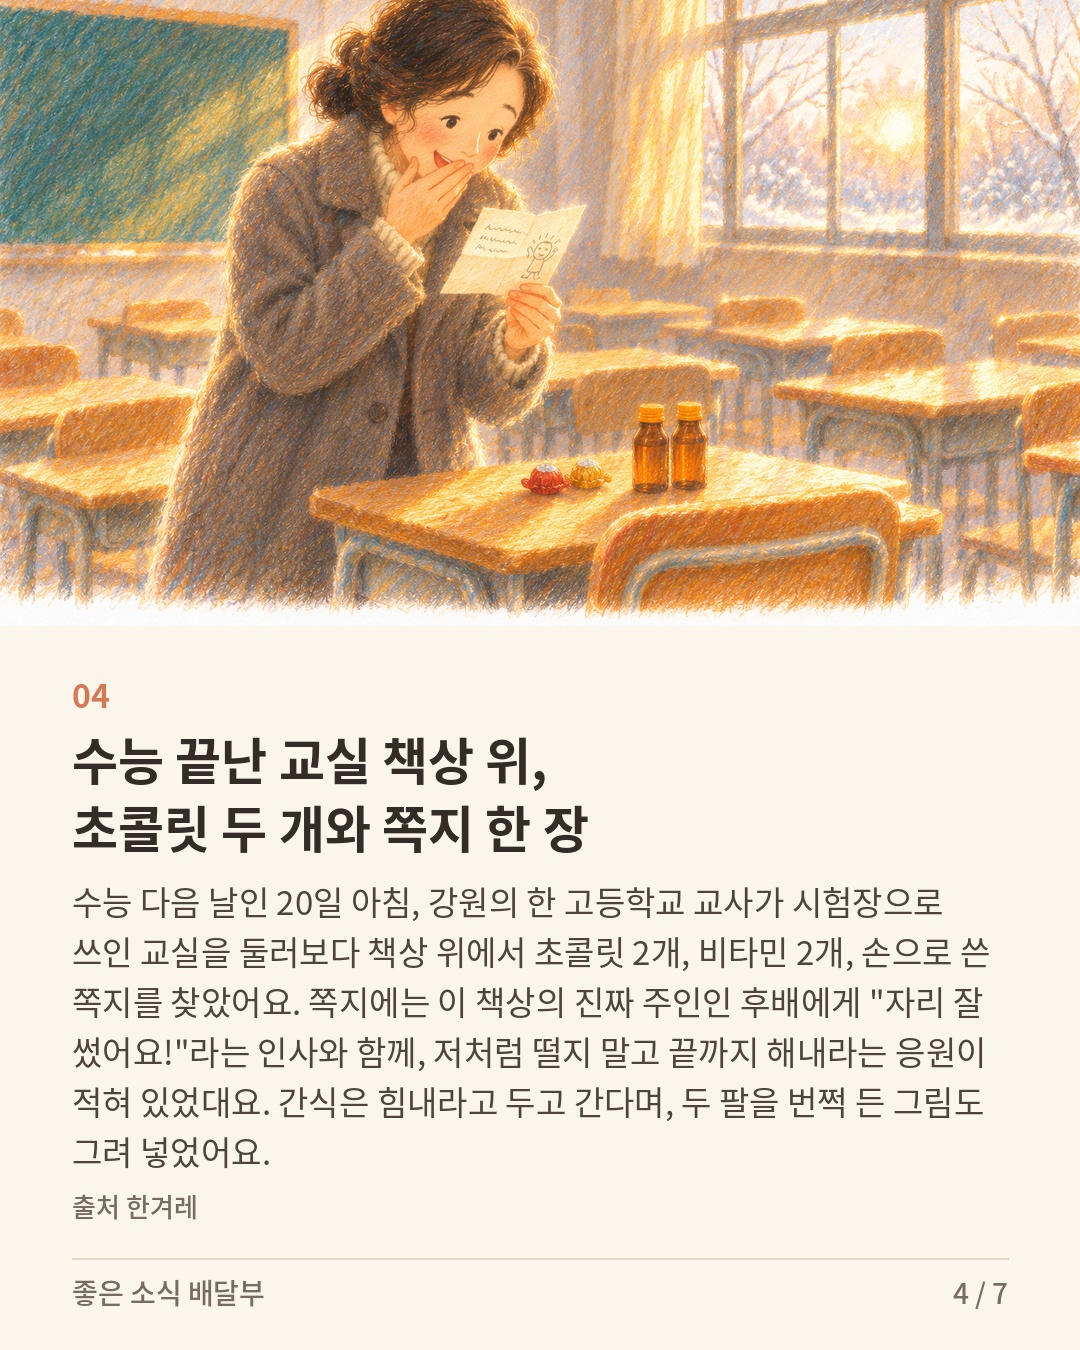 04
수능 끝난 교실 책상 위,
초콜릿 두 개와 쪽지 한 장
수능 다음 날인 20일 아침, 강원의 한 고등학교 교사가 시험장으로
쓰인 교실을 둘러보다 책상 위에서 초콜릿 2개, 비타민 2개, 손으로 쓴
쪽지를 찾았어요. 쪽지에는 이 책상의 진짜 주인인 후배에게 "자리 잘
썼어요!"라는 인사와 함께, 저처럼 떨지 말고 끝까지 해내라는 응원이
적혀 있었대요. 간식은 힘내라고 두고 간다며, 두 팔을 번쩍 든 그림도
그려 넣었어요.
출처 한겨레
좋은 소식 배달부
4 / 7